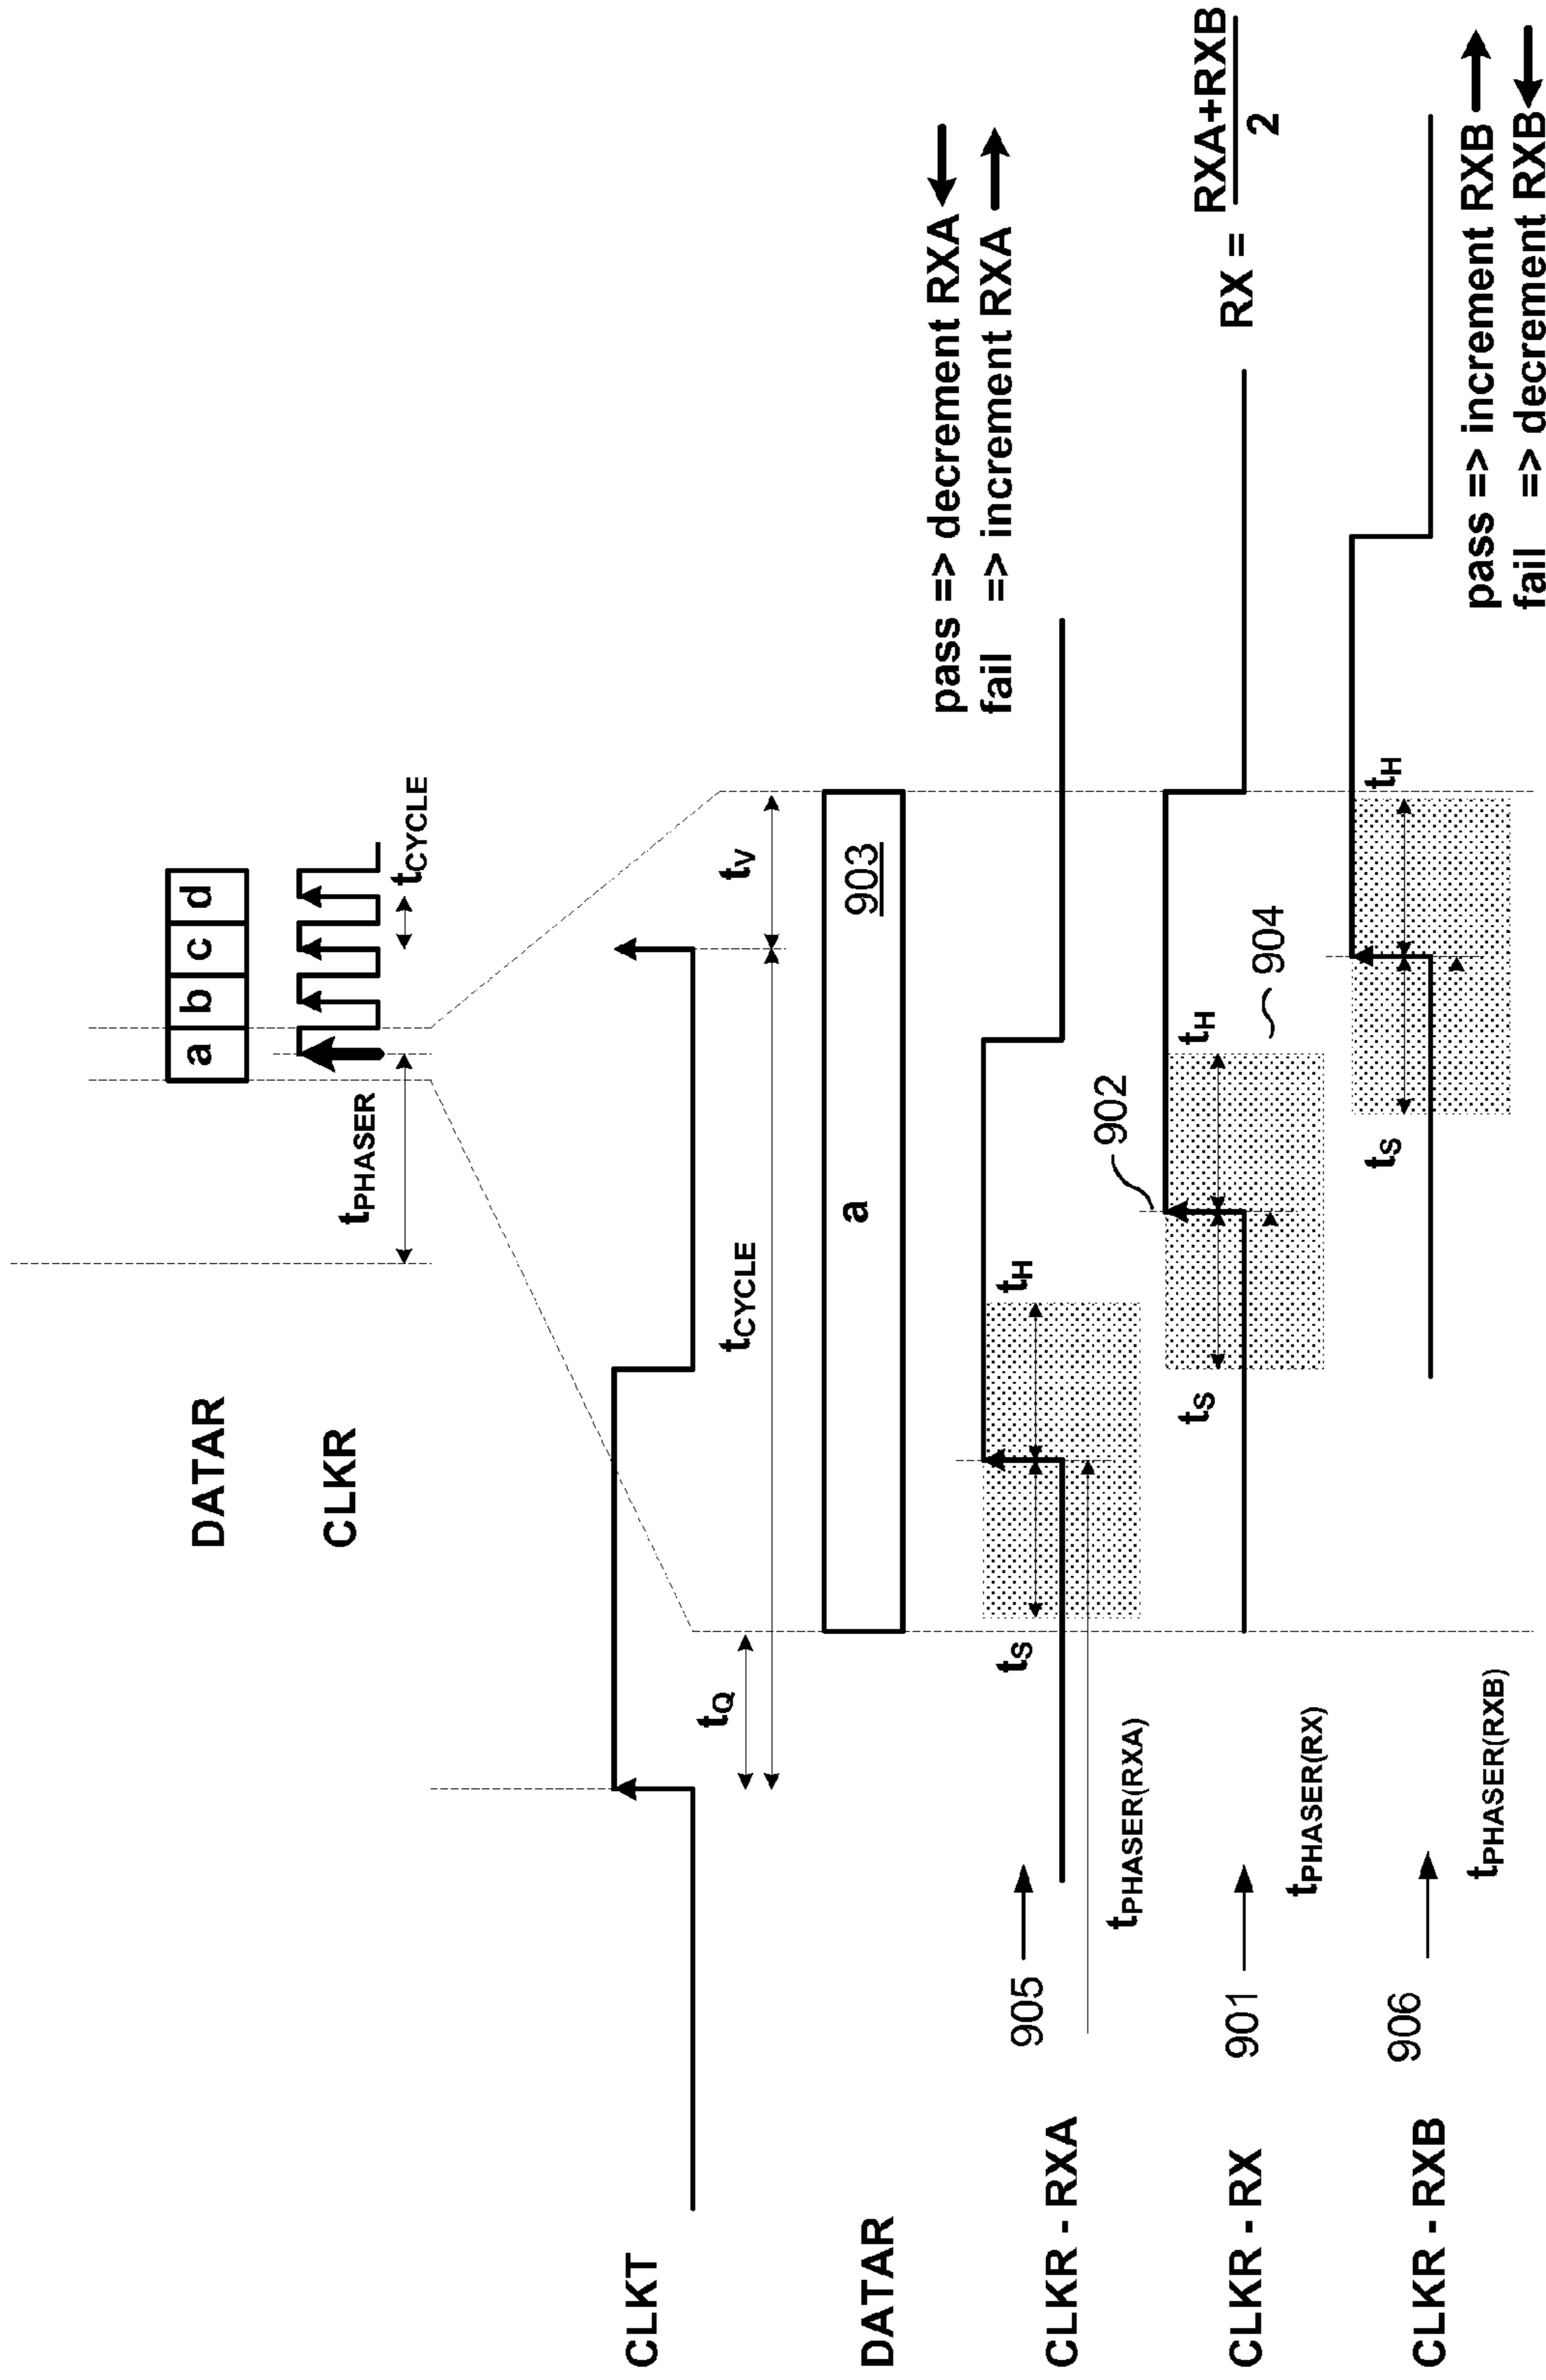 DATAR
a b c d
CLKR
tPHASER
tCYCLE
CLKT
tQ
tCYCLE
tV
DATAR
a
903
pass => decrement RXA
fail => increment RXA
CLKR - RXA
905
tS
tH
tPHASER(RXA)
902
CLKR - RX
901
tS
tH
904
RX = RXA+RXB
2
tPHASER(RX)
CLKR - RXB
906
tS
tH
tPHASER(RXB)
pass => increment RXB
fail => decrement RXB